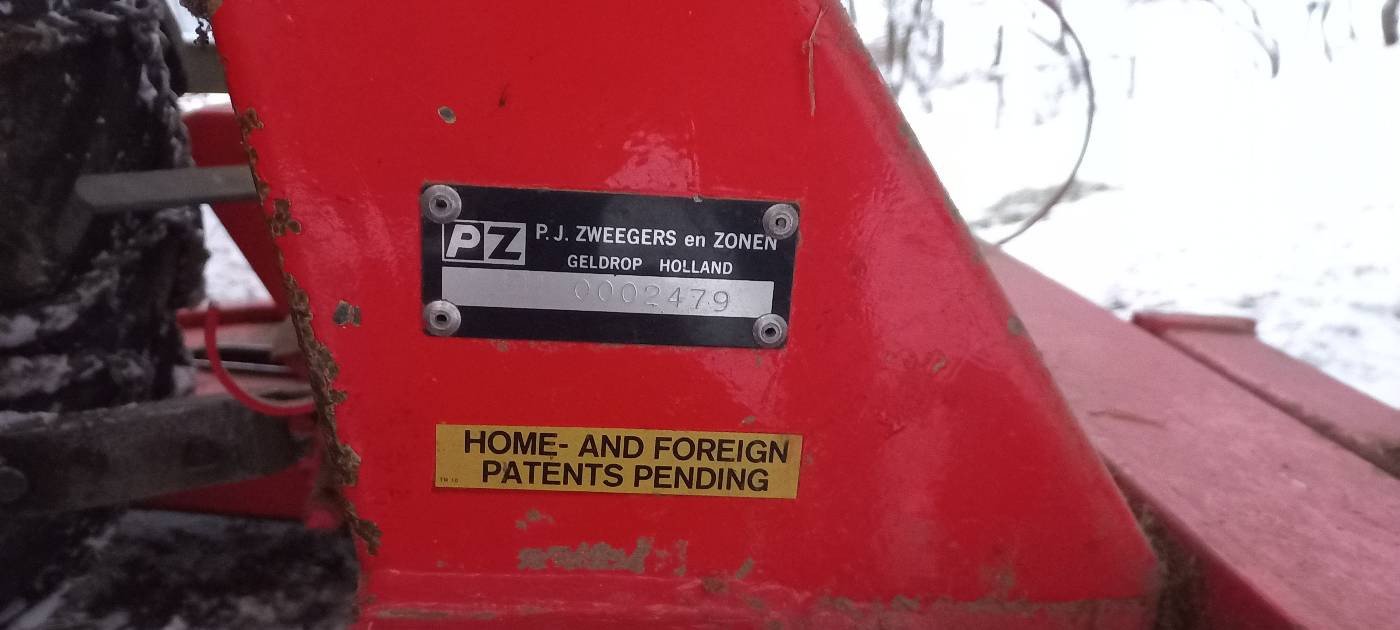 PZ P.J. ZWEEGERS en ZONEN
GELDROP HOLLAND
0002479
HOME- AND FOREIGN
PATENTS PENDING